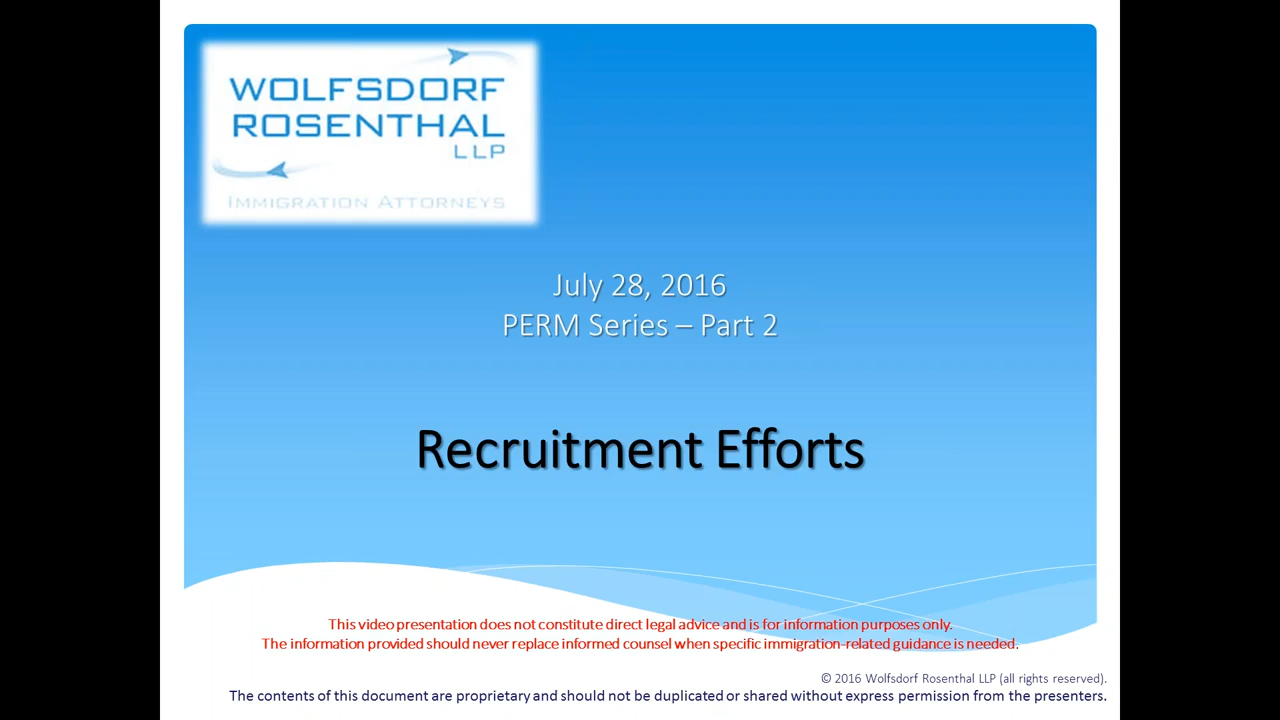 WOLFSDORF
ROSENTHAL
LLP
IMMIGRATION ATTORNEYS
July 28, 2016
PERM Series – Part 2
Recruitment Efforts
This video presentation does not constitute direct legal advice and is for information purposes only.
The information provided should never replace informed counsel when specific immigration-related guidance is needed.
© 2016 Wolfsdorf Rosenthal LLP (all rights reserved).
The contents of this document are proprietary and should not be duplicated or shared without express permission from the presenters.